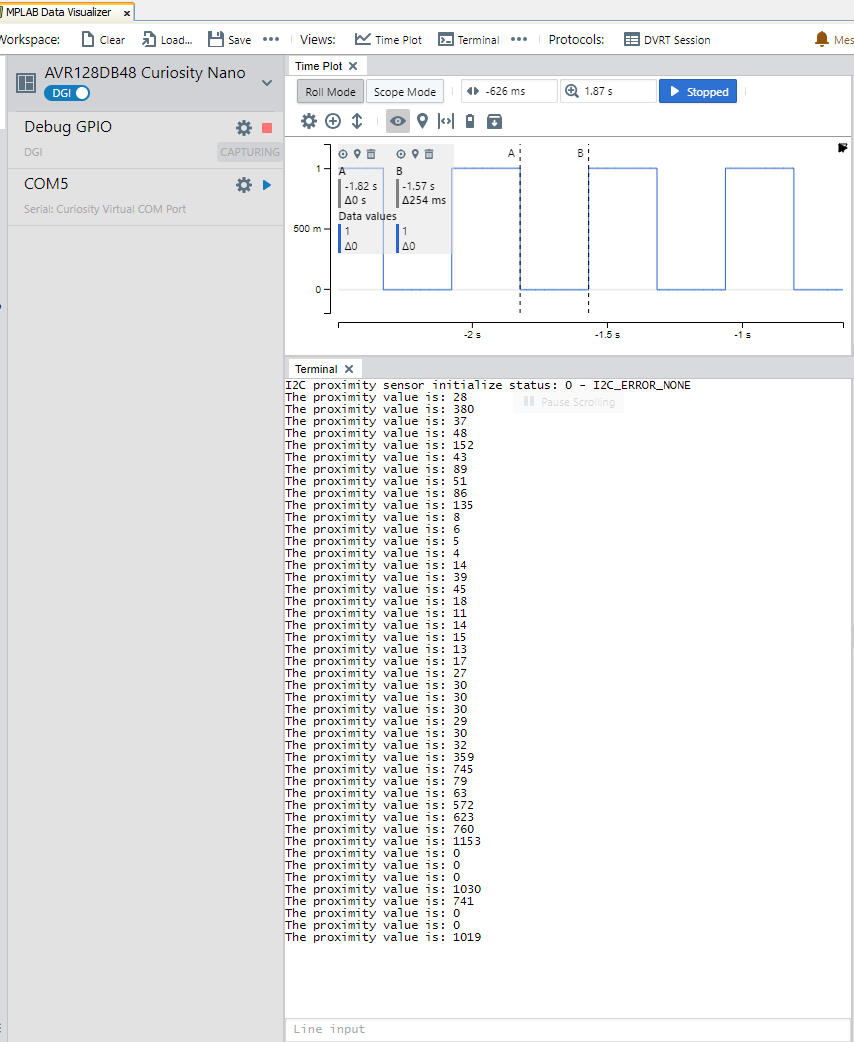 MPLAB Data Visualizer ×
Workspace: Clear Load... Save ••• Views: Time Plot Terminal ••• Protocols: DVRT Session Mes
AVR128DB48 Curiosity Nano
DGI
Debug GPIO
DGI CAPTURING
COM5
Serial: Curiosity Virtual COM Port
Time Plot ×
Roll Mode Scope Mode -626 ms 1.87 s Stopped
A B
A B
-1.82 s -1.57 s
Δ0 s Δ254 ms
Data values
1 1
Δ0 Δ0
1
500 m
0
-2 s -1.5 s -1 s
Terminal ×
I2C proximity sensor initialize status: 0 - I2C_ERROR_NONE
Pause Scrolling
The proximity value is: 28
The proximity value is: 380
The proximity value is: 37
The proximity value is: 48
The proximity value is: 152
The proximity value is: 43
The proximity value is: 89
The proximity value is: 51
The proximity value is: 86
The proximity value is: 135
The proximity value is: 8
The proximity value is: 6
The proximity value is: 5
The proximity value is: 4
The proximity value is: 14
The proximity value is: 39
The proximity value is: 45
The proximity value is: 18
The proximity value is: 11
The proximity value is: 14
The proximity value is: 15
The proximity value is: 13
The proximity value is: 17
The proximity value is: 27
The proximity value is: 30
The proximity value is: 30
The proximity value is: 30
The proximity value is: 29
The proximity value is: 30
The proximity value is: 32
The proximity value is: 359
The proximity value is: 745
The proximity value is: 79
The proximity value is: 63
The proximity value is: 572
The proximity value is: 623
The proximity value is: 760
The proximity value is: 1153
The proximity value is: 0
The proximity value is: 0
The proximity value is: 0
The proximity value is: 1030
The proximity value is: 741
The proximity value is: 0
The proximity value is: 0
The proximity value is: 1019
Line input